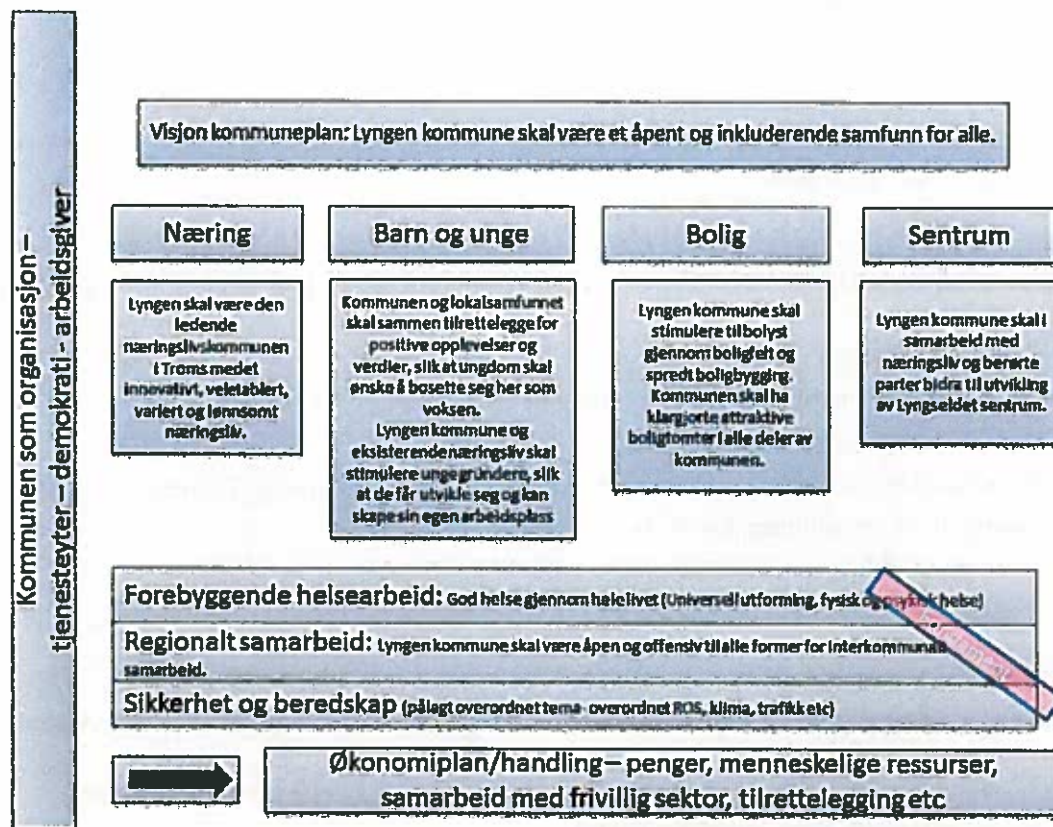 Kommunen som organisasjon –
tjenesteyter – demokrati - arbeidsgiver
Visjon kommuneplan: Lyngen kommune skal være et åpent og inkluderende samfunn for alle.
Næring
Lyngen skal være den
ledende
næringslivskommunen
i Troms med et
innovativt, veletablert,
variert og lønnsomt
næringsliv.
Barn og unge
Kommunen og lokalsamfunnet
skal sammen tilrettelegge for
positive opplevelser og
verdier, slik at ungdom skal
ønske å bosette seg her som
voksen.
Lyngen kommune og
eksisterende næringsliv skal
stimulere unge gründere, slik
at de får utvikle seg og kan
skape sin egen arbeidsplass
Bolig
Lyngen kommune skal
stimulere til bolyst
gjennom boligfelt og
spredt boligbygging.
Kommunen skal ha
klargjorte attraktive
boligtomter i alle deler av
kommunen.
Sentrum
Lyngen kommune skal i
samarbeid med
næringsliv og berørte
parter bidra til utvikling
av Lyngseidet sentrum.
Forebyggende helsearbeid: God helse gjennom hele livet (Universell utforming, fysisk og psykisk helse)
Regionalt samarbeid: Lyngen kommune skal være åpen og offensiv til alle former for interkommunalt
samarbeid.
Sikkerhet og beredskap (pålagt overordnet tema- overordnet ROS, klima, trafikk etc)
Økonomiplan/handling – penger, menneskelige ressurser,
samarbeid med frivillig sektor, tilrettelegging etc